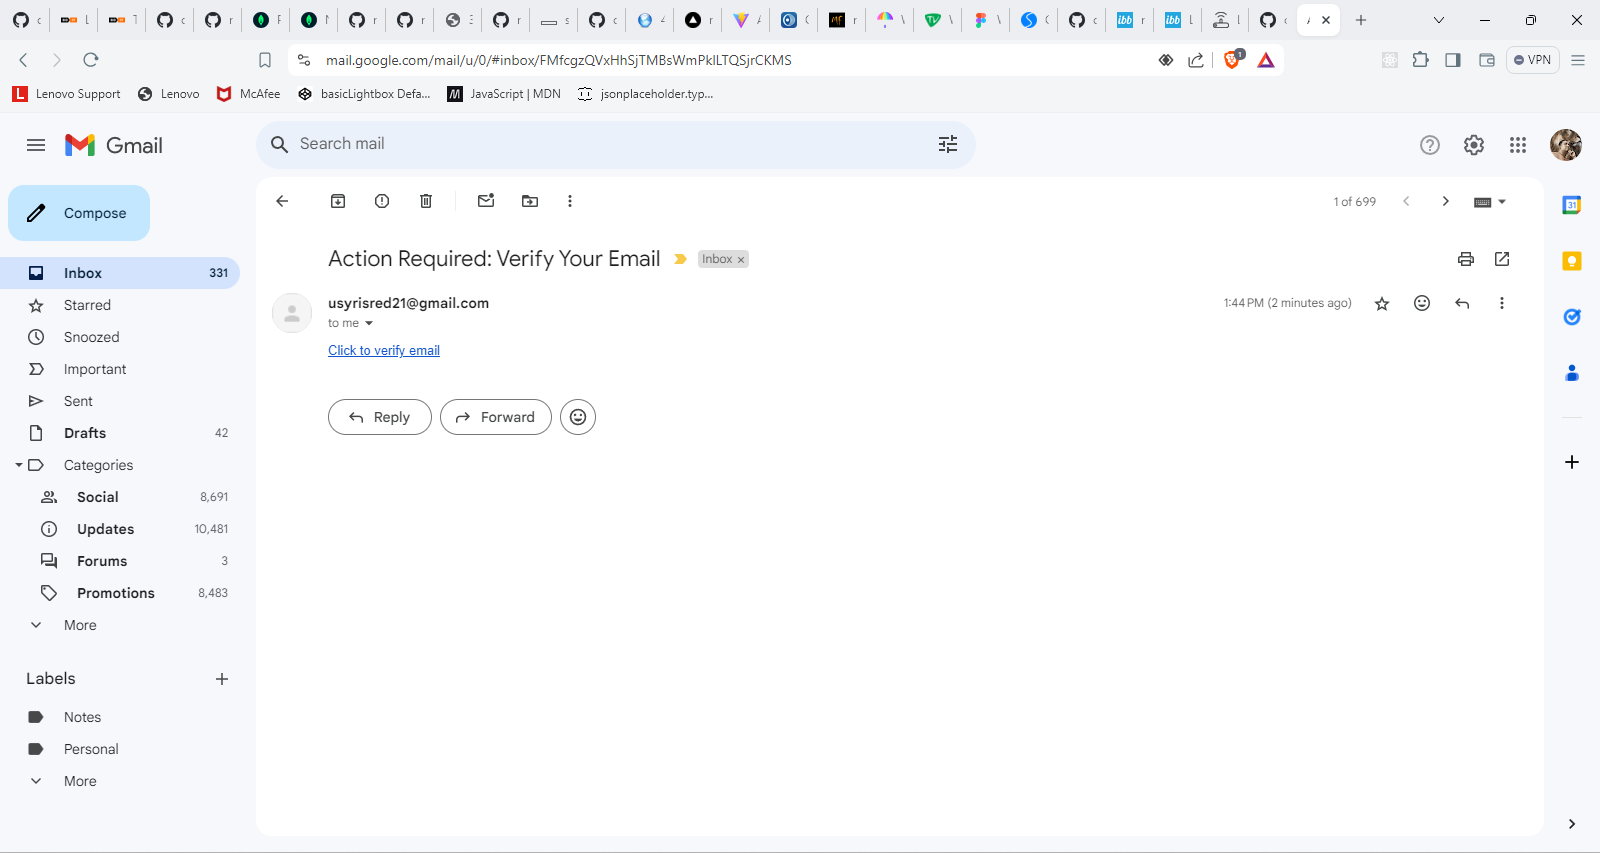 mail.google.com/mail/u/0/#inbox/FMfcgzQVxHhSjTMBsWmPklLTQSjrCKMS
1
VPN
Lenovo Support
Lenovo
McAfee
basicLightbox Defa...
JavaScript | MDN
jsonplaceholder.typ...
Gmail
Search mail
Compose
Inbox 331
Starred
Snoozed
Important
Sent
Drafts 42
Categories
Social 8,691
Updates 10,481
Forums 3
Promotions 8,483
More
Labels
Notes
Personal
More
1 of 699
Action Required: Verify Your Email
Inbox ×
usyrisred21@gmail.com
1:44 PM (2 minutes ago)
to me
Click to verify email
Reply
Forward
31